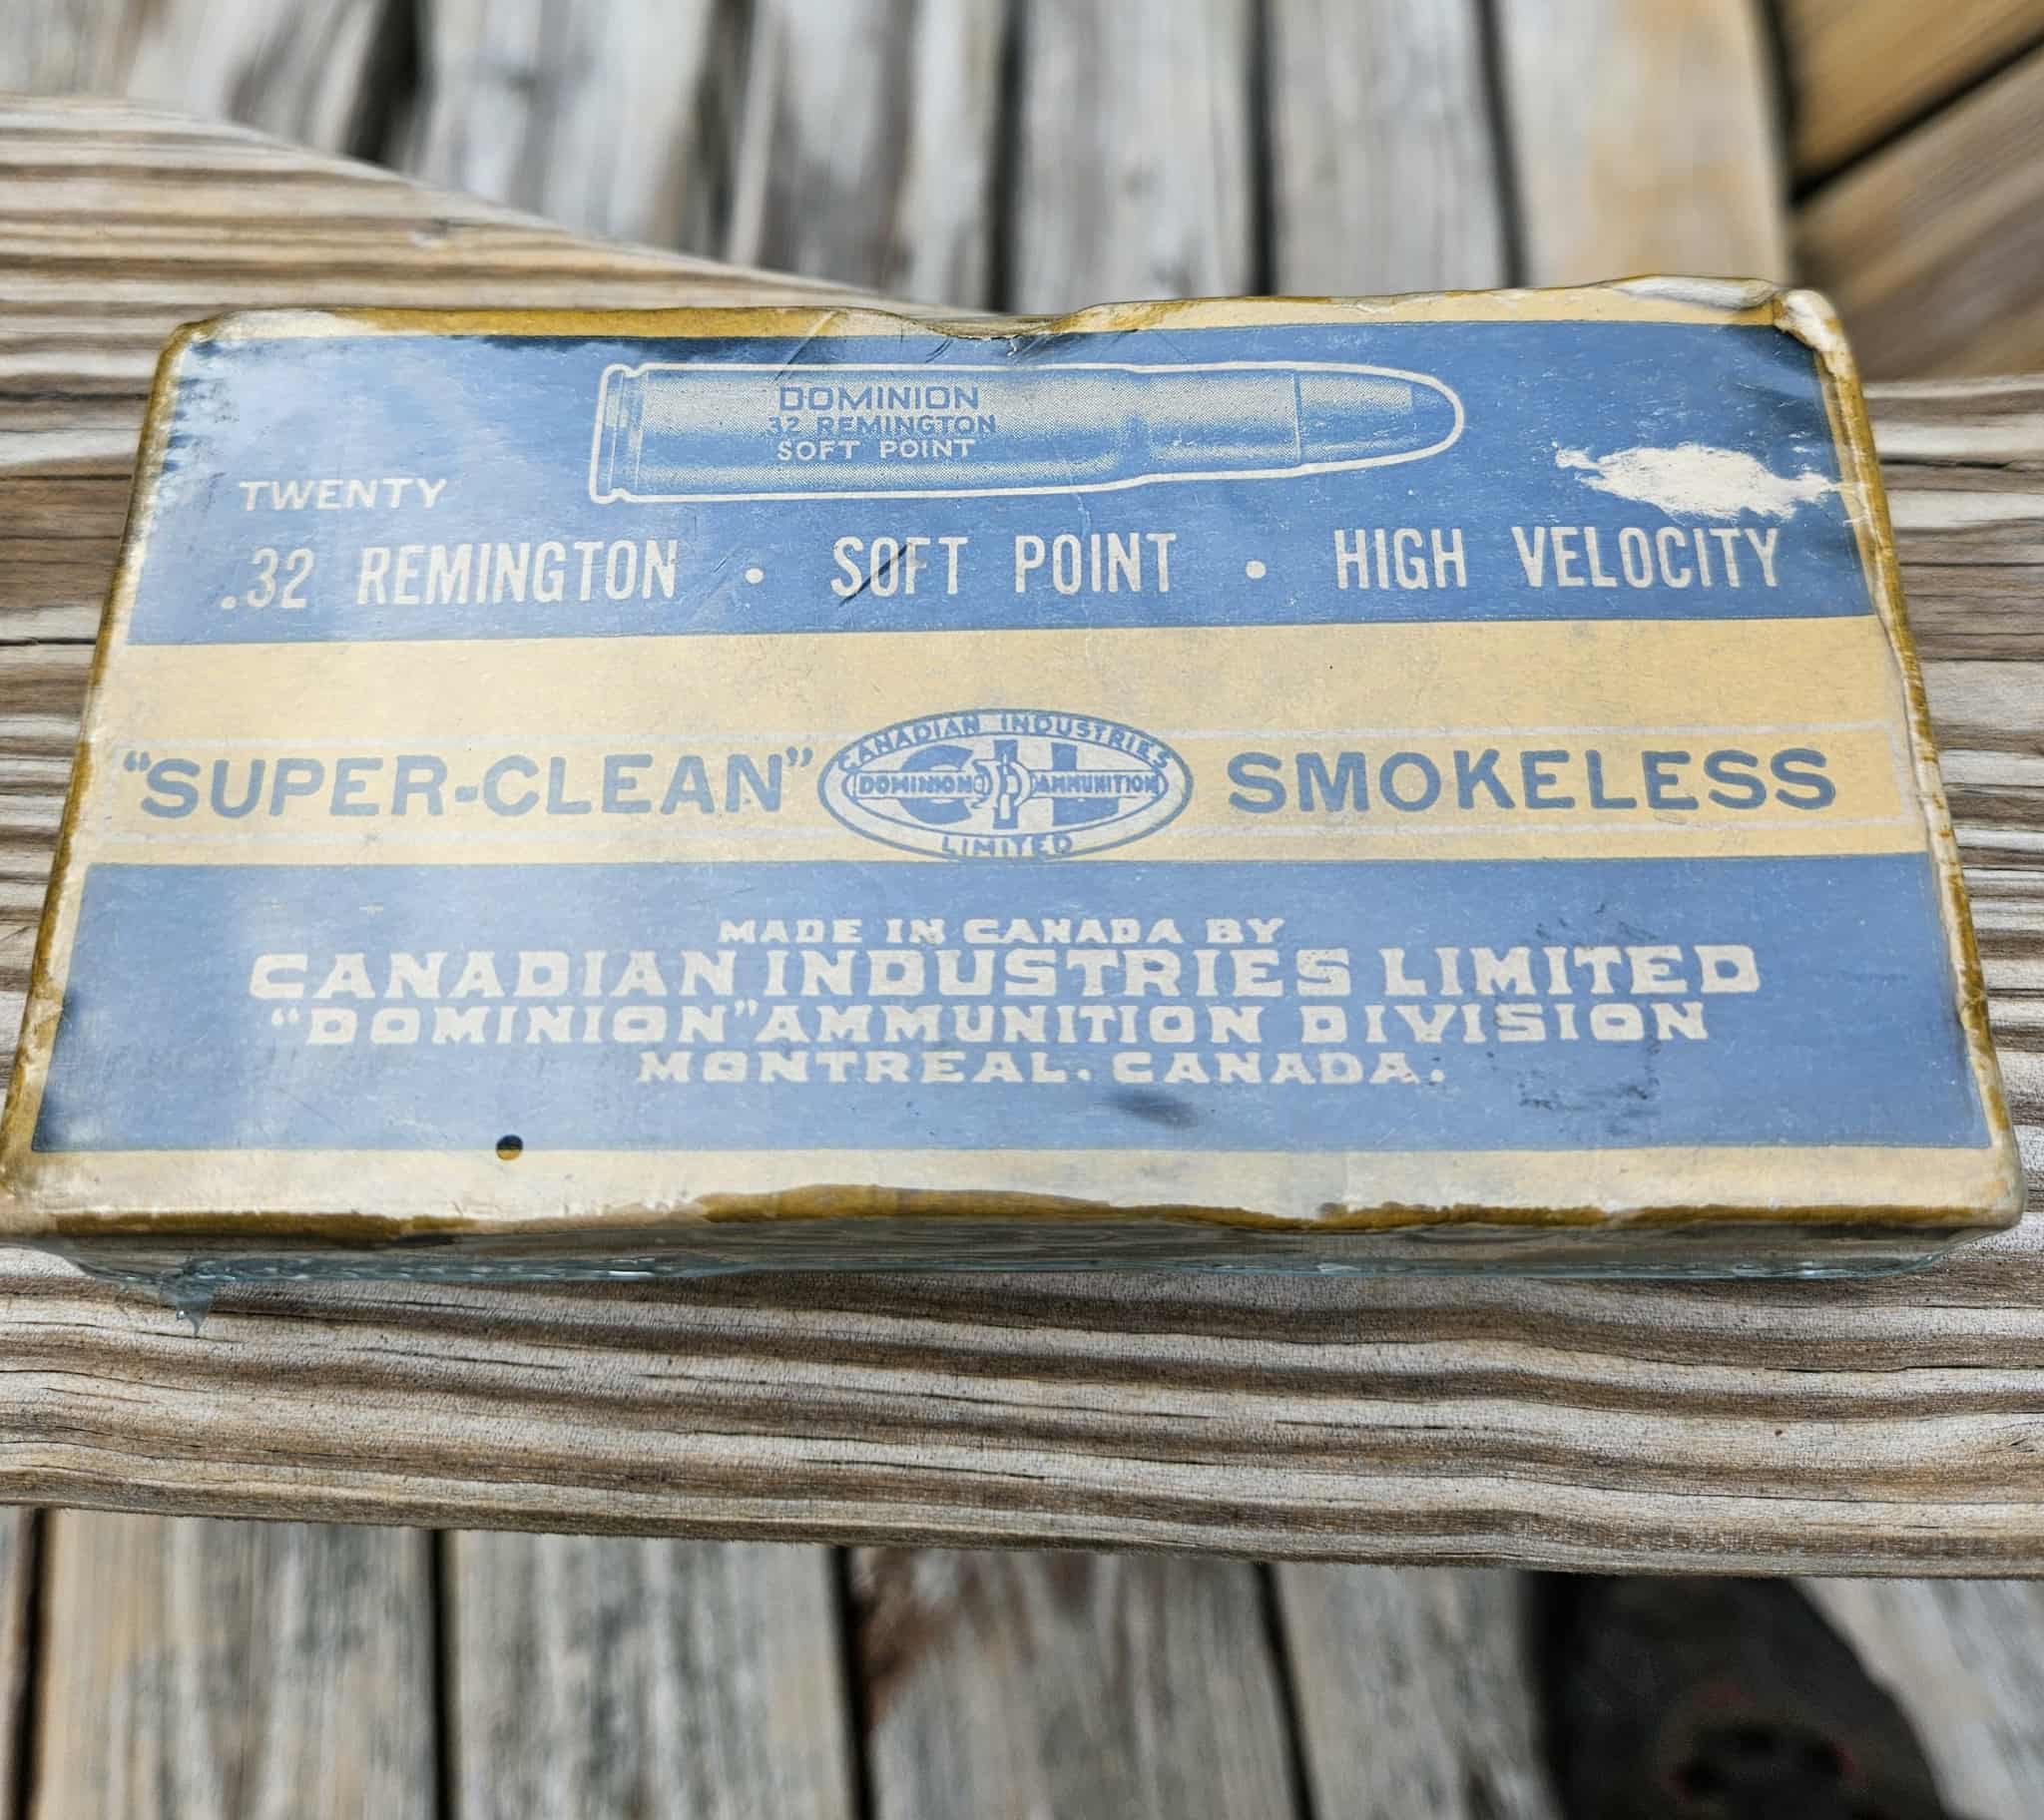 DOMINION
32 REMINGTON
SOFT POINT
TWENTY
.32 REMINGTON • SOFT POINT • HIGH VELOCITY
"SUPER-CLEAN" SMOKELESS
CANADIAN INDUSTRIES
CIL
DOMINION AMMUNITION
LIMITED
MADE IN CANADA BY
CANADIAN INDUSTRIES LIMITED
"DOMINION" AMMUNITION DIVISION
MONTREAL. CANADA.